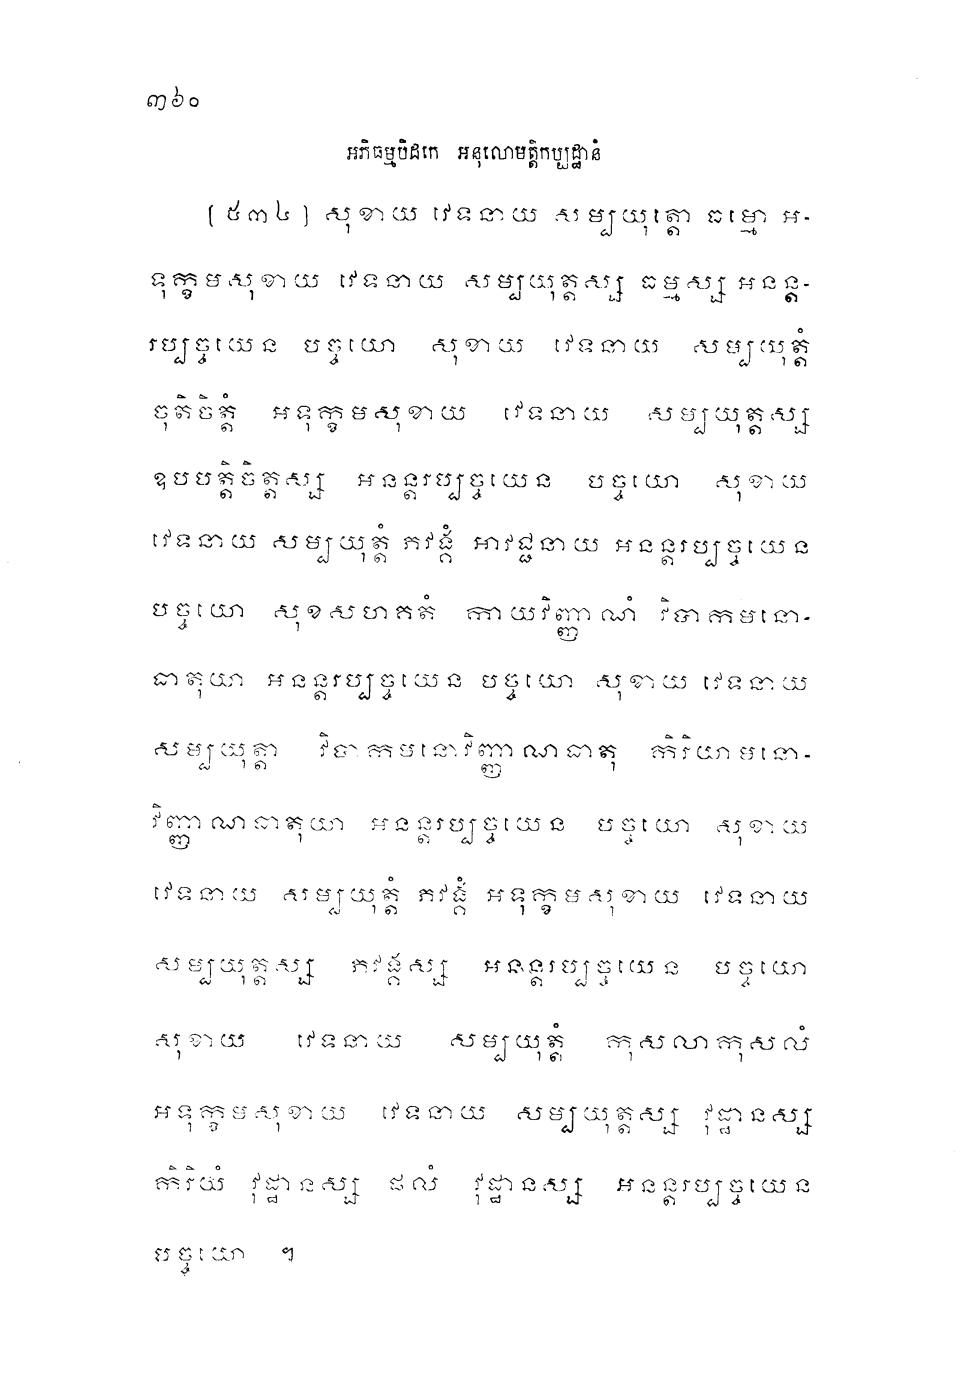 ៣៦០
អភិធម្មបិដកេ អនុលោមត្តិកប្បដ្ឋានំ
(៥៣៤) សុខាយ វេទនាយ សម្បយុត្តោ ធម្មោ អ-
ទុក្ខមសុខាយ វេទនាយ សម្បយុត្តស្ស ធម្មស្ស អនន្ត-
រប្បច្ចយេន បច្ចយោ សុខាយ វេទនាយ សម្បយុត្តំ
ចុតិចិត្តំ អទុក្ខមសុខាយ វេទនាយ សម្បយុត្តស្ស
ឧបបត្តិចិត្តស្ស អនន្តរប្បច្ចយេន បច្ចយោ សុខាយ
វេទនាយ សម្បយុត្តំ ភវង្គំ អាវជ្ជនាយ អនន្តរប្បច្ចយេន
បច្ចយោ សុខសហគតំ កាយវិញ្ញាណំ វិបាកមនោ-
ធាតុយា អនន្តរប្បច្ចយេន បច្ចយោ សុខាយ វេទនាយ
សម្បយុត្តា វិបាកមនោវិញ្ញាណធាតុ កិរិយាមនោ-
វិញ្ញាណធាតុយា អនន្តរប្បច្ចយេន បច្ចយោ សុខាយ
វេទនាយ សម្បយុត្តំ ភវង្គំ អទុក្ខមសុខាយ វេទនាយ
សម្បយុត្តស្ស ភវង្គស្ស អនន្តរប្បច្ចយេន បច្ចយោ
សុខាយ វេទនាយ សម្បយុត្តំ កុសលាកុសលំ
អទុក្ខមសុខាយ វេទនាយ សម្បយុត្តស្ស វុដ្ឋានស្ស
កិរិយំ វុដ្ឋានស្ស ផលំ វុដ្ឋានស្ស អនន្តរប្បច្ចយេន
បច្ចយោ ។